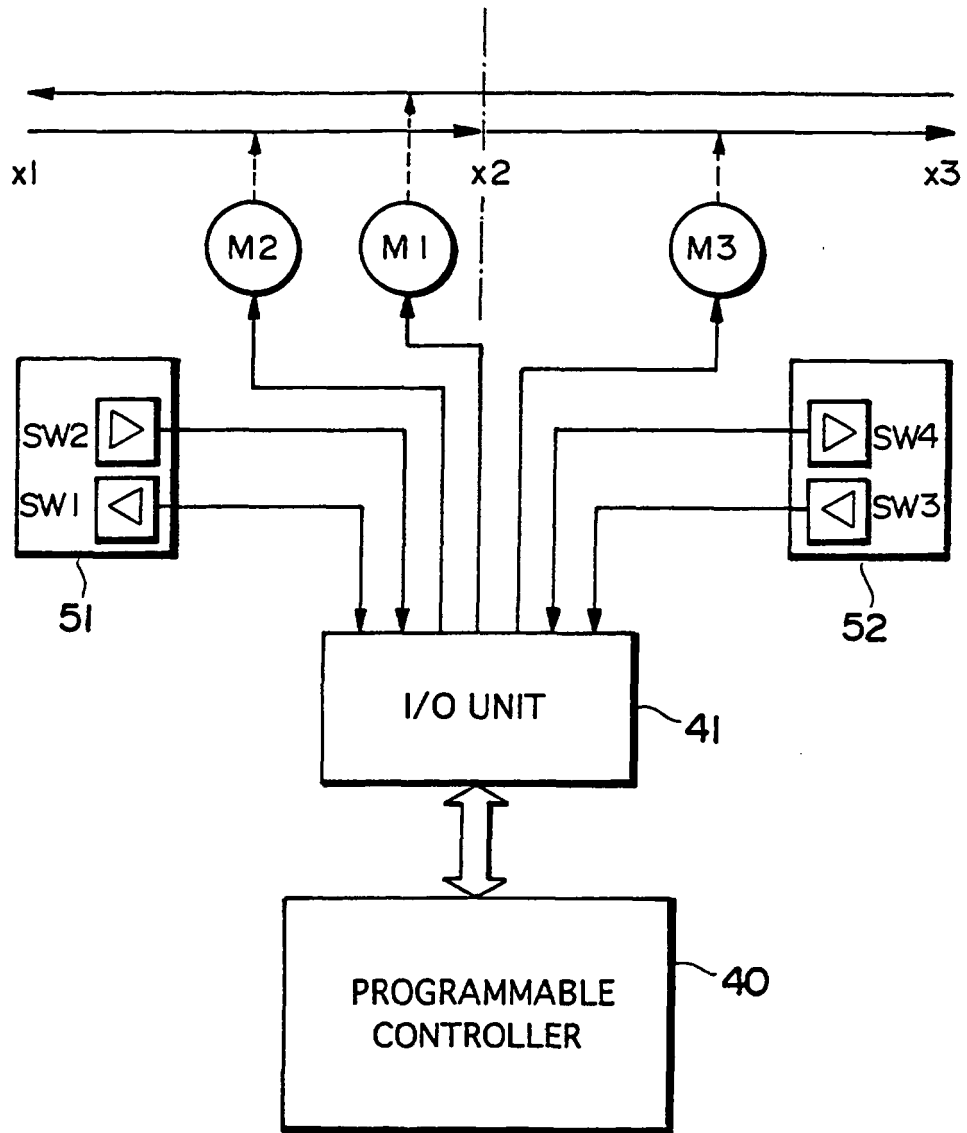 x1 x2 x3
M2 M1 M3
SW2 SW4
SW1 SW3
51 52
I/O UNIT
41
PROGRAMMABLE
CONTROLLER
40